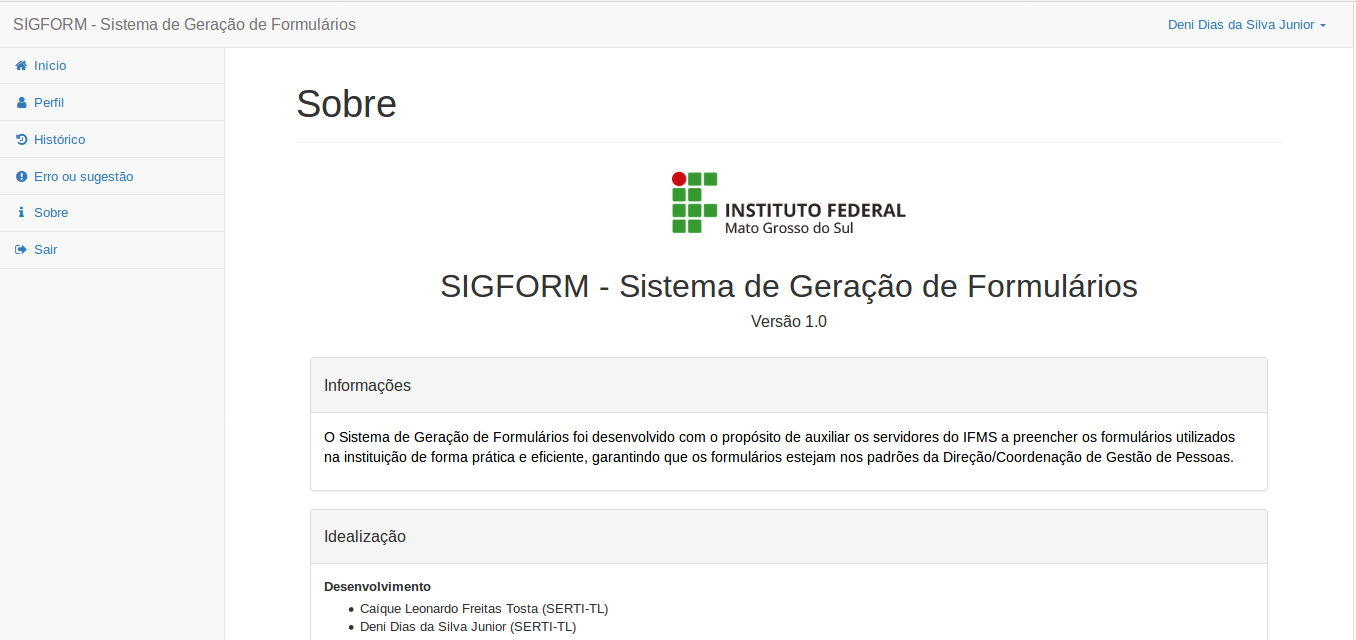 SIGFORM - Sistema de Geração de Formulários
Deni Dias da Silva Junior
Início
Perfil
Histórico
Erro ou sugestão
Sobre
Sair
Sobre
INSTITUTO FEDERAL
Mato Grosso do Sul
SIGFORM - Sistema de Geração de Formulários
Versão 1.0
Informações
O Sistema de Geração de Formulários foi desenvolvido com o propósito de auxiliar os servidores do IFMS a preencher os formulários utilizados
na instituição de forma prática e eficiente, garantindo que os formulários estejam nos padrões da Direção/Coordenação de Gestão de Pessoas.
Idealização
Desenvolvimento
• Caíque Leonardo Freitas Tosta (SERTI-TL)
• Deni Dias da Silva Junior (SERTI-TL)